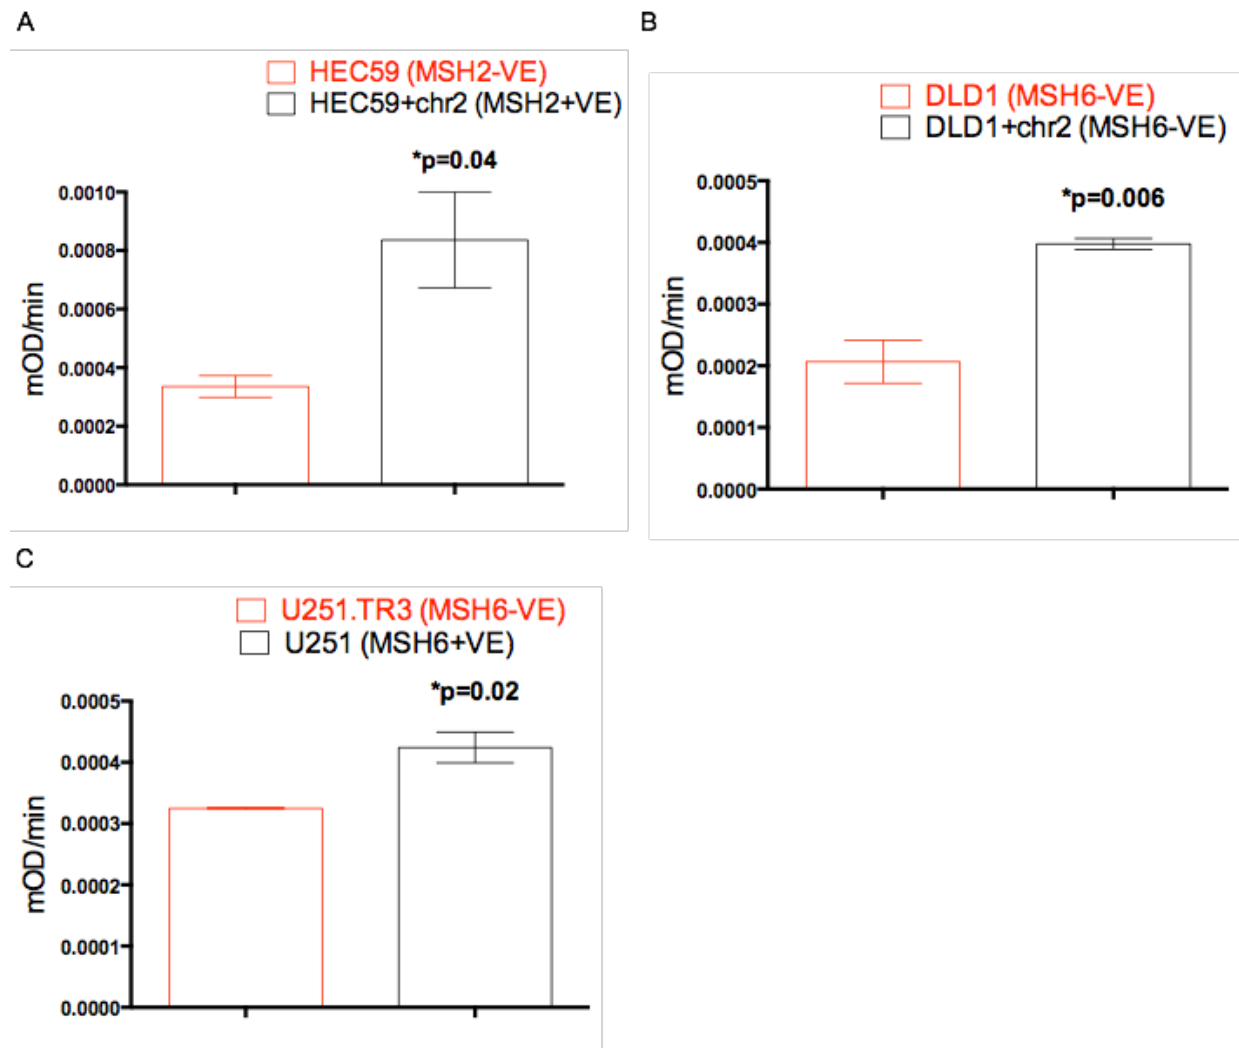 A
HEC59 (MSH2-VE)
HEC59+chr2 (MSH2+VE)
*p=0.04
0.0010
0.0008
0.0006
0.0004
0.0002
0.0000
mOD/min
B
DLD1 (MSH6-VE)
DLD1+chr2 (MSH6-VE)
*p=0.006
0.0005
0.0004
0.0003
0.0002
0.0001
0.0000
mOD/min
C
U251.TR3 (MSH6-VE)
U251 (MSH6+VE)
*p=0.02
0.0005
0.0004
0.0003
0.0002
0.0001
0.0000
mOD/min